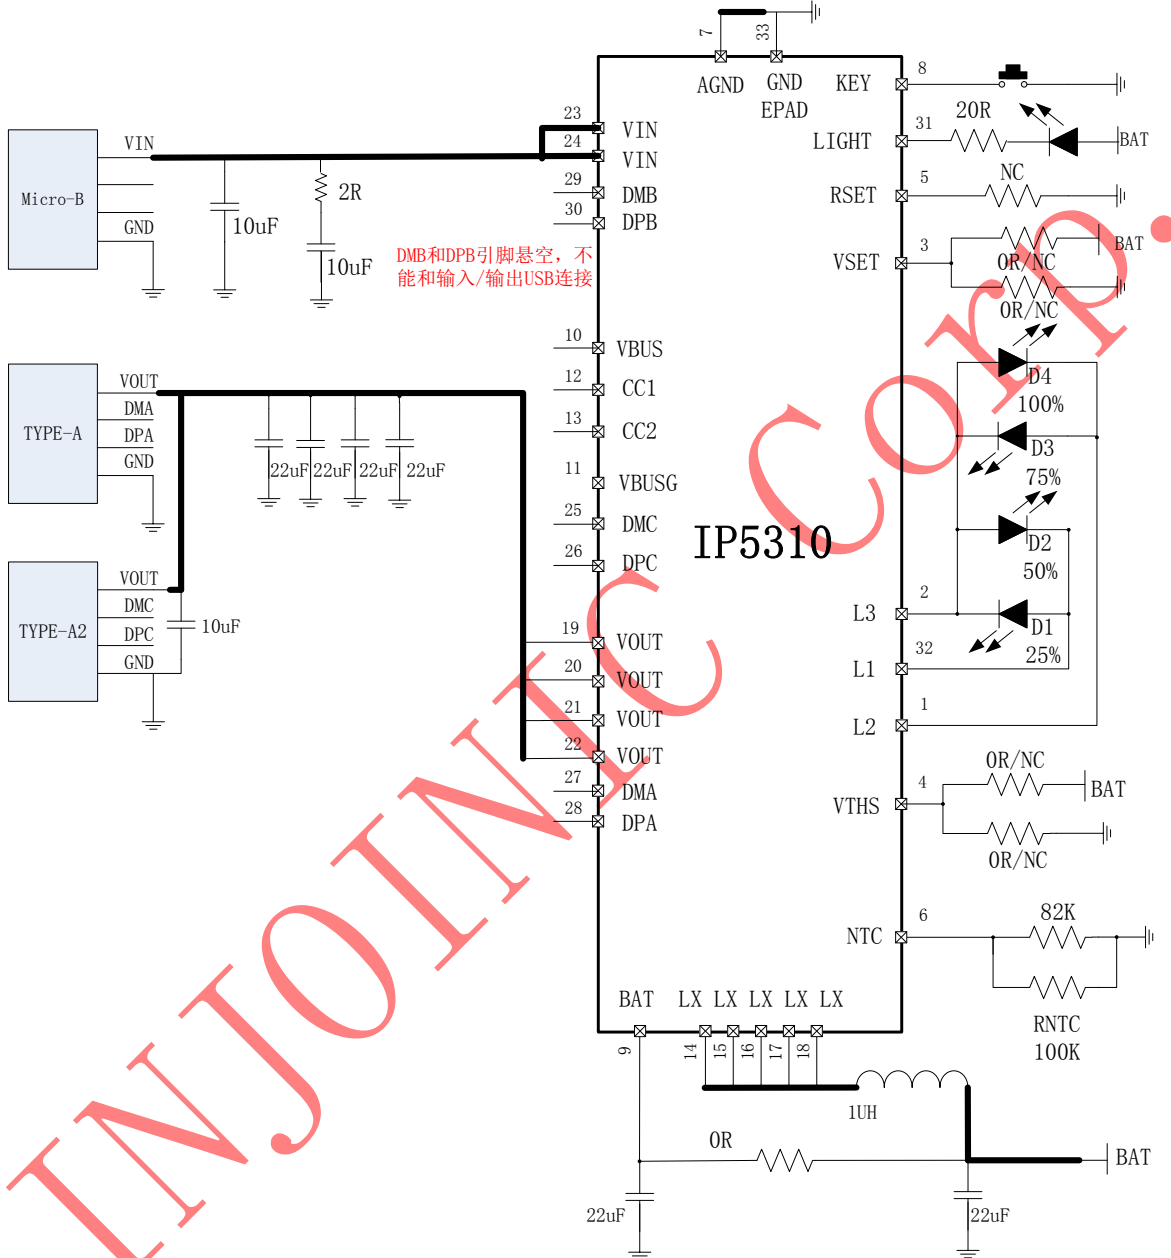 7
33
AGND
GND
EPAD
KEY
8
LIGHT
31
20R
BAT
RSET
5
NC
VSET
3
BAT
0R/NC
0R/NC
Micro-B
VIN
GND
10uF
2R
10uF
23
VIN
24
VIN
29
DMB
30
DPB
DMB和DPB引脚悬空，不
能和输入/输出USB连接
10
VBUS
12
CC1
13
CC2
11
VBUSG
25
DMC
26
DPC
TYPE-A
VOUT
DMA
DPA
GND
22uF
22uF
22uF
22uF
TYPE-A2
VOUT
DMC
DPC
GND
10uF
19
VOUT
20
VOUT
21
VOUT
22
VOUT
27
DMA
28
DPA
IP5310
D4
100%
D3
75%
D2
50%
D1
25%
L3
2
L1
32
L2
1
VTHS
4
0R/NC
BAT
0R/NC
NTC
6
82K
RNTC
100K
BAT
LX
LX
LX
LX
LX
9
14
15
16
17
18
1UH
0R
BAT
22uF
22uF
INJOINIC Corp.